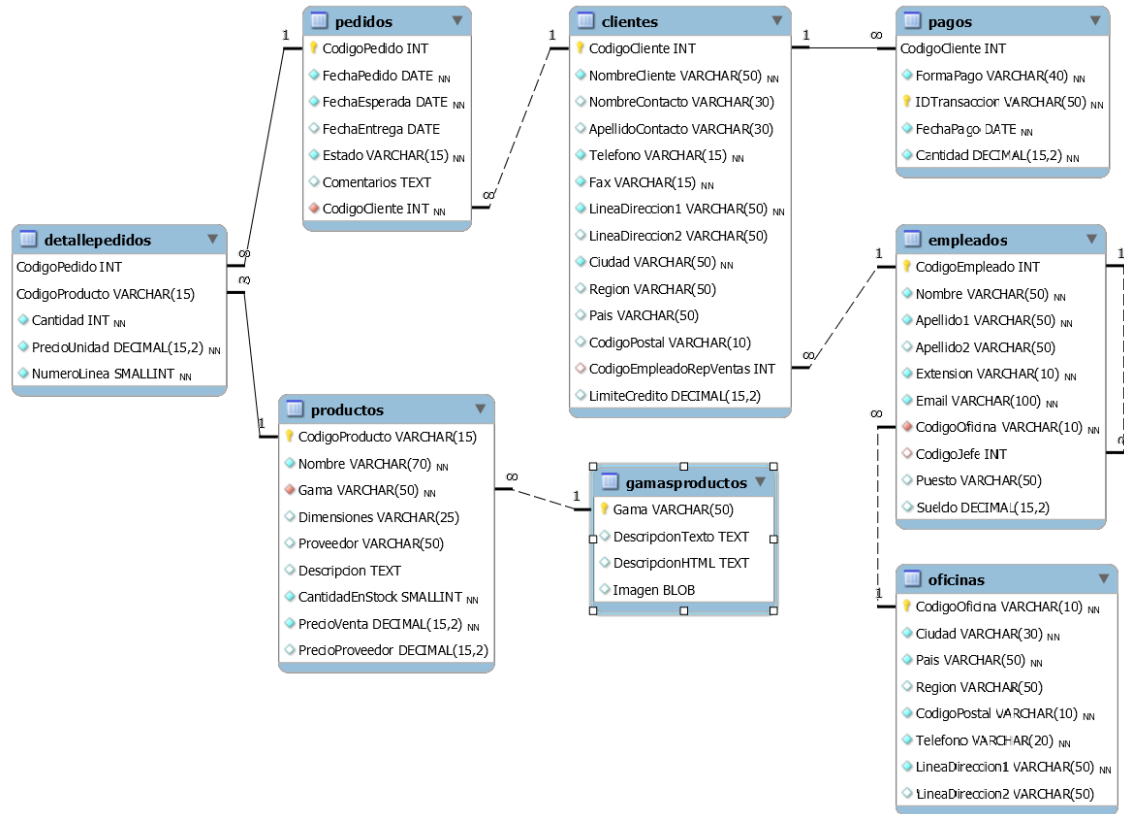 pedidos
CodigoPedido INT
FechaPedido DATE NN
FechaEsperada DATE NN
FechaEntrega DATE
Estado VARCHAR(15) NN
Comentarios TEXT
CodigoCliente INT NN
1
∞
clientes
CodigoCliente INT
NombreCliente VARCHAR(50) NN
NombreContacto VARCHAR(30)
ApellidoContacto VARCHAR(30)
Telefono VARCHAR(15) NN
Fax VARCHAR(15) NN
LineaDireccion1 VARCHAR(50) NN
LineaDireccion2 VARCHAR(50)
Ciudad VARCHAR(50) NN
Region VARCHAR(50)
Pais VARCHAR(50)
CodigoPostal VARCHAR(10)
CodigoEmpleadoRepVentas INT
LimiteCredito DECIMAL(15,2)
1
1
∞
∞
pagos
CodigoCliente INT
FormaPago VARCHAR(40) NN
IDTransaccion VARCHAR(50) NN
FechaPago DATE NN
Cantidad DECIMAL(15,2) NN
detallepedidos
CodigoPedido INT
CodigoProducto VARCHAR(15)
Cantidad INT NN
PrecioUnidad DECIMAL(15,2) NN
NumeroLinea SMALLINT NN
∞
∞
1
productos
CodigoProducto VARCHAR(15)
Nombre VARCHAR(70) NN
Gama VARCHAR(50) NN
Dimensiones VARCHAR(25)
Proveedor VARCHAR(50)
Descripcion TEXT
CantidadEnStock SMALLINT NN
PrecioVenta DECIMAL(15,2) NN
PrecioProveedor DECIMAL(15,2)
∞
1
gamasproductos
Gama VARCHAR(50)
DescripcionTexto TEXT
DescripcionHTML TEXT
Imagen BLOB
empleados
CodigoEmpleado INT
Nombre VARCHAR(50) NN
Apellido1 VARCHAR(50) NN
Apellido2 VARCHAR(50)
Extension VARCHAR(10) NN
Email VARCHAR(100) NN
CodigoOficina VARCHAR(10) NN
CodigoJefe INT
Puesto VARCHAR(50)
Sueldo DECIMAL(15,2)
1
1
∞
∞
1
oficinas
CodigoOficina VARCHAR(10) NN
Ciudad VARCHAR(30) NN
Pais VARCHAR(50) NN
Region VARCHAR(50)
CodigoPostal VARCHAR(10) NN
Telefono VARCHAR(20) NN
LineaDireccion1 VARCHAR(50) NN
LineaDireccion2 VARCHAR(50)